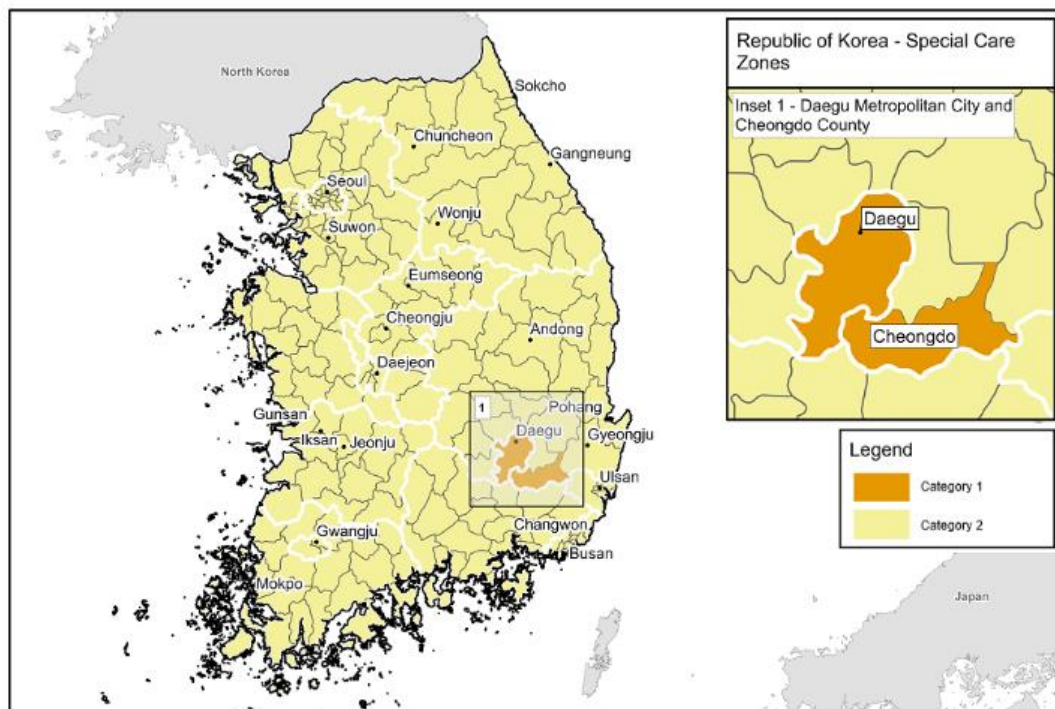 North Korea
Sokcho
Chuncheon
Gangneung
Seoul
Wonju
Suwon
Eumseong
Cheongju
Andong
Daejeon
1
Pohang
Gunsan
Daegu
Gyeongju
Iksan
Jeonju
Ulsan
Changwon
Gwangju
Busan
Mokpo
Republic of Korea - Special Care
Zones
Inset 1 - Daegu Metropolitan City and
Cheongdo County
Daegu
Cheongdo
Legend
Category 1
Category 2
Japan